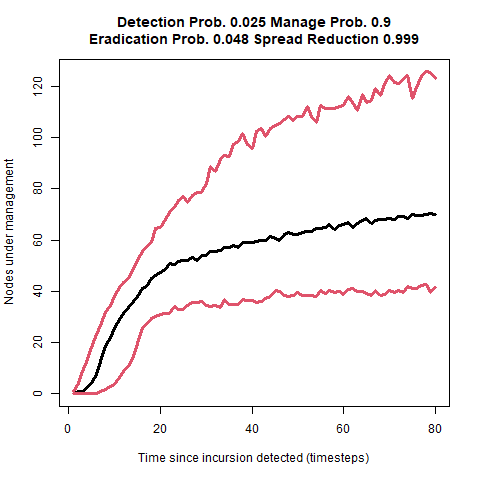 Detection Prob. 0.025 Manage Prob. 0.9
Eradication Prob. 0.048 Spread Reduction 0.999
120
100
80
60
40
20
0
Nodes under management
0 20 40 60 80
Time since incursion detected (timesteps)